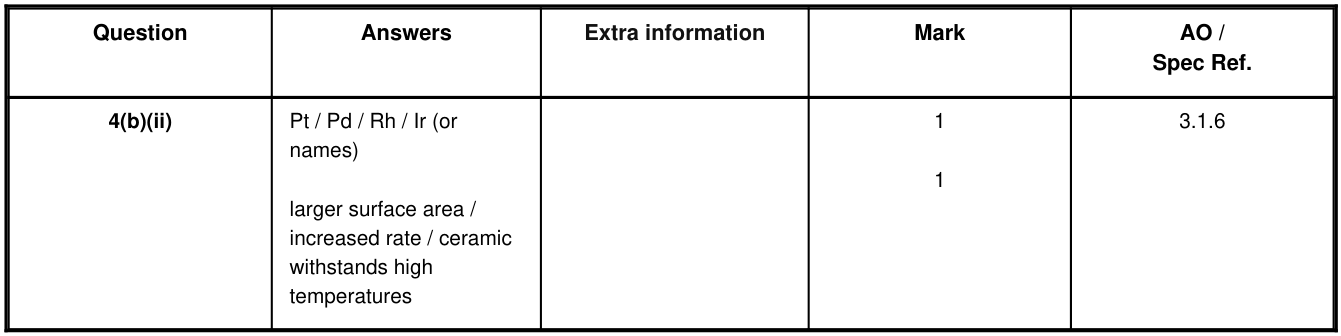 Question Answers Extra information Mark AO /
Spec Ref.
4(b)(ii) Pt / Pd / Rh / Ir (or 1 3.1.6
names)
1
larger surface area /
increased rate / ceramic
withstands high
temperatures